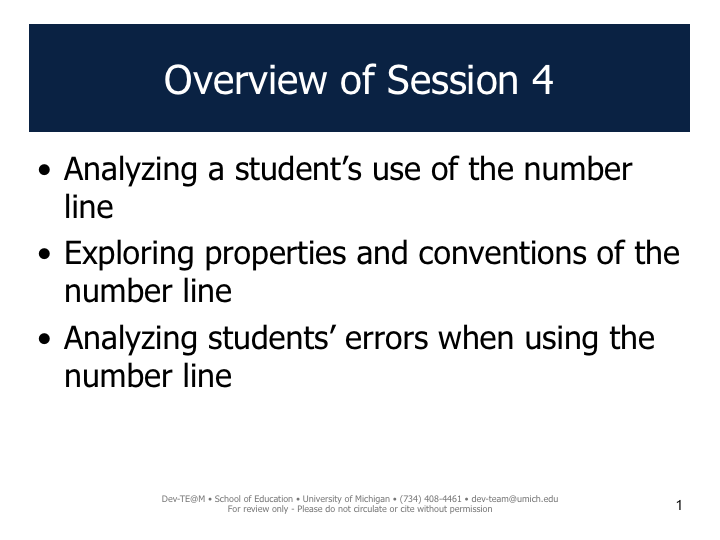 Overview of Session 4
• Analyzing a student’s use of the number
line
• Exploring properties and conventions of the
number line
• Analyzing students’ errors when using the
number line
Dev-TE@M • School of Education • University of Michigan • (734) 408-4461 • dev-team@umich.edu
For review only - Please do not circulate or cite without permission
1